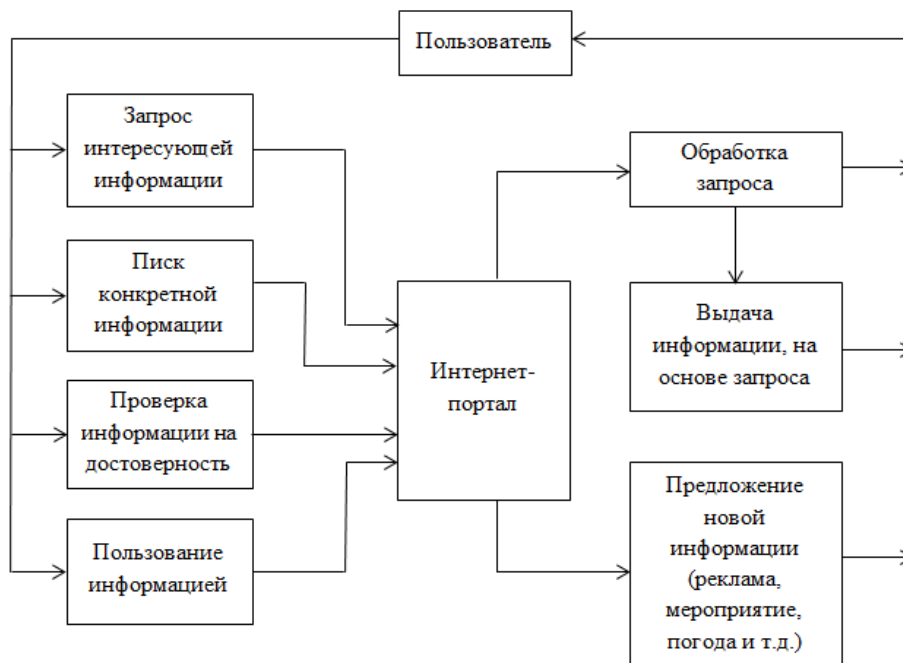 Пользователь
Запрос
интересующей
информации
Писк
конкретной
информации
Проверка
информации на
достоверность
Пользование
информацией
Интернет-
портал
Обработка
запроса
Выдача
информации, на
основе запроса
Предложение
новой
информации
(реклама,
мероприятие,
погода и т.д.)